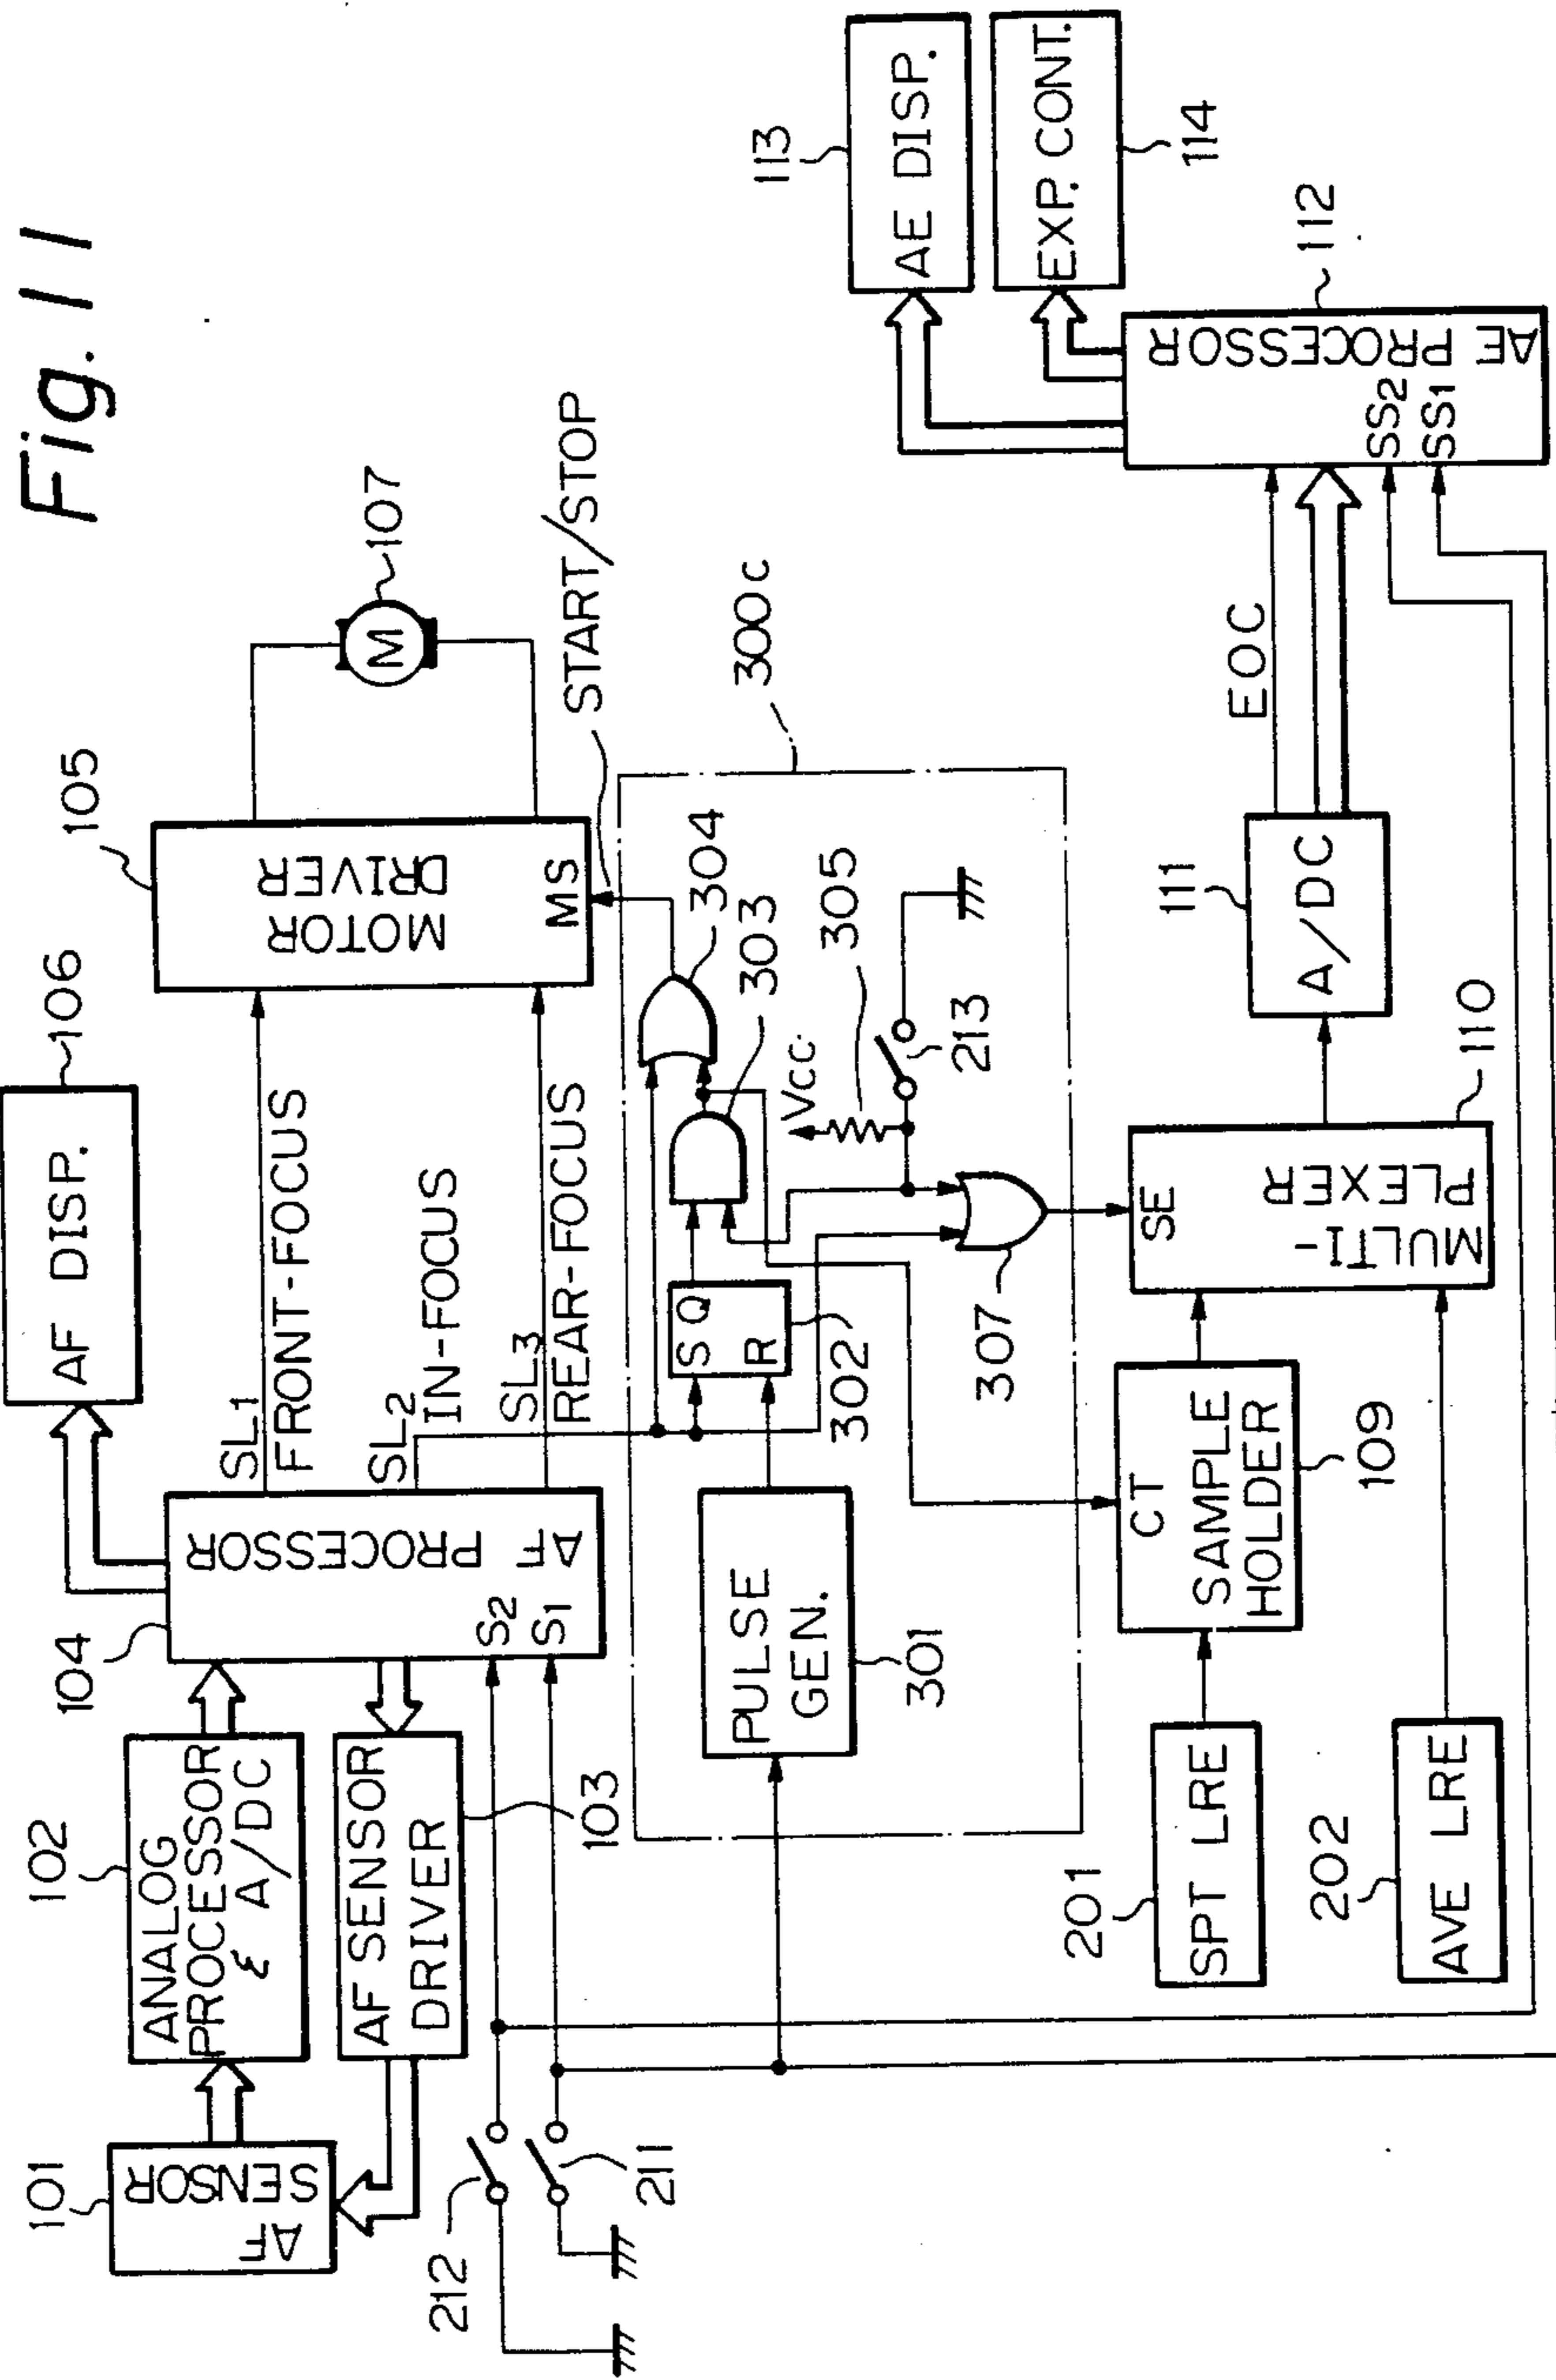 Fig. 11
101
AF
SENSOR
102
ANALOG
PROCESSOR
& A/DC
AF SENSOR
DRIVER
103
104
AF PROCESSOR
S2
S1
106
AF DISP.
SL1
FRONT-FOCUS
SL2
IN-FOCUS
SL3
REAR-FOCUS
105
MOTOR
DRIVER
MS
M
107
START/STOP
212
211
300c
PULSE
GEN.
301
S Q
R
302
303
304
Vcc
305
213
307
201
SPT LRE
202
AVE LRE
CT
SAMPLE
HOLDER
109
SE
MULTI-
PLEXER
110
111
A/DC
EOC
SS2
SS1
AE PROCESSOR
112
113
AE DISP.
EXP. CONT.
114